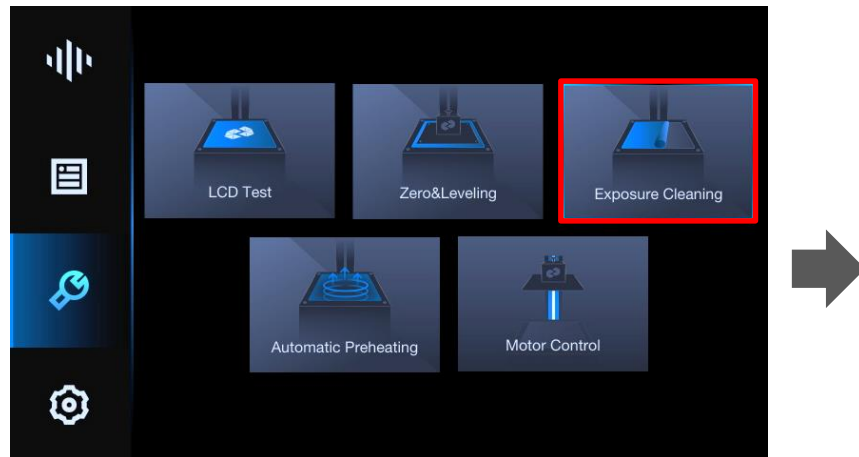 LCD Test
Zero&Leveling
Exposure Cleaning
Automatic Preheating
Motor Control